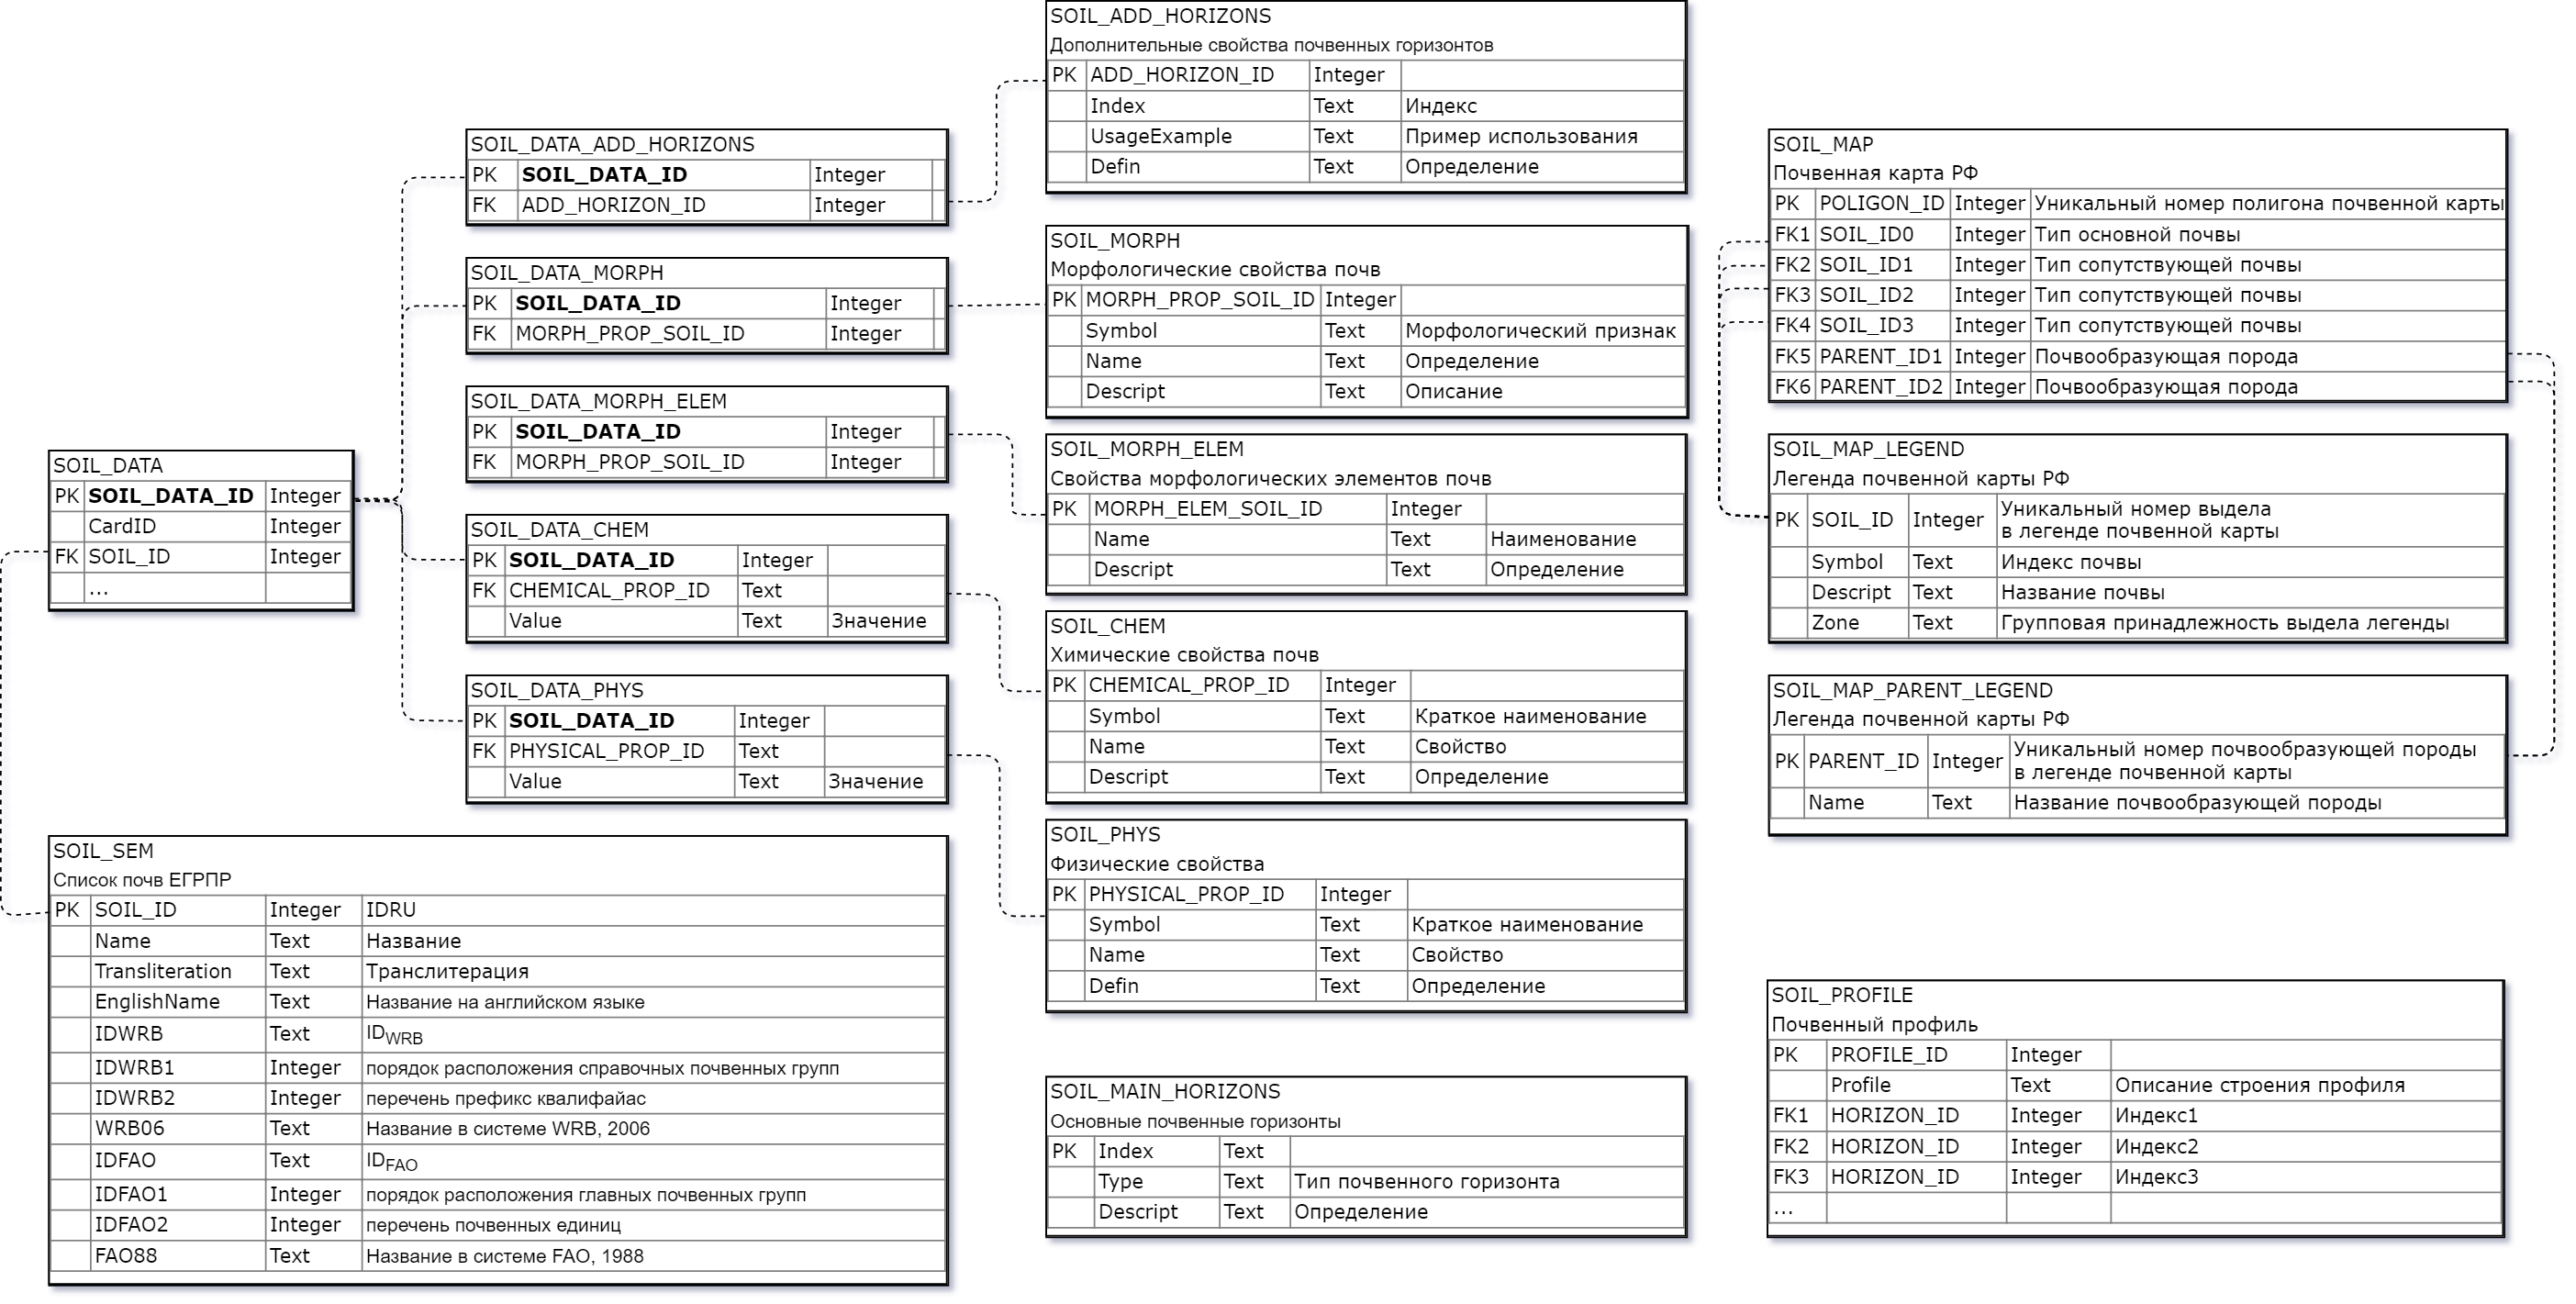 SOIL_ADD_HORIZONS
Дополнительные свойства почвенных горизонтов
PK ADD_HORIZON_ID Integer
Index Text Индекс
UsageExample Text Пример использования
Defin Text Определение
SOIL_DATA_ADD_HORIZONS
PK SOIL_DATA_ID Integer
FK ADD_HORIZON_ID Integer
SOIL_DATA_MORPH
PK SOIL_DATA_ID Integer
FK MORPH_PROP_SOIL_ID Integer
SOIL_DATA_MORPH_ELEM
PK SOIL_DATA_ID Integer
FK MORPH_PROP_SOIL_ID Integer
SOIL_DATA
PK SOIL_DATA_ID Integer
CardID Integer
FK SOIL_ID Integer
...
SOIL_DATA_CHEM
PK SOIL_DATA_ID Integer
FK CHEMICAL_PROP_ID Text
Value Text Значение
SOIL_DATA_PHYS
PK SOIL_DATA_ID Integer
FK PHYSICAL_PROP_ID Text
Value Text Значение
SOIL_SEM
Список почв ЕГРПР
PK SOIL_ID Integer IDRU
Name Text Название
Transliteration Text Транслитерация
EnglishName Text Название на английском языке
IDWRB Text IDWRB
IDWRB1 Integer порядок расположения справочных почвенных групп
IDWRB2 Integer перечень префикс квалифайас
WRB06 Text Название в системе WRB, 2006
IDFAO Text IDFAO
IDFAO1 Integer порядок расположения главных почвенных групп
IDFAO2 Integer перечень почвенных единиц
FAO88 Text Название в системе FAO, 1988
SOIL_MORPH
Морфологические свойства почв
PK MORPH_PROP_SOIL_ID Integer
Symbol Text Морфологический признак
Name Text Определение
Descript Text Описание
SOIL_MORPH_ELEM
Свойства морфологических элементов почв
PK MORPH_ELEM_SOIL_ID Integer
Name Text Наименование
Descript Text Определение
SOIL_CHEM
Химические свойства почв
PK CHEMICAL_PROP_ID Integer
Symbol Text Краткое наименование
Name Text Свойство
Descript Text Определение
SOIL_PHYS
Физические свойства
PK PHYSICAL_PROP_ID Integer
Symbol Text Краткое наименование
Name Text Свойство
Defin Text Определение
SOIL_MAIN_HORIZONS
Основные почвенные горизонты
PK Index Text
Type Text Тип почвенного горизонта
Descript Text Определение
SOIL_MAP
Почвенная карта РФ
PK POLIGON_ID Integer Уникальный номер полигона почвенной карты
FK1 SOIL_ID0 Integer Тип основной почвы
FK2 SOIL_ID1 Integer Тип сопутствующей почвы
FK3 SOIL_ID2 Integer Тип сопутствующей почвы
FK4 SOIL_ID3 Integer Тип сопутствующей почвы
FK5 PARENT_ID1 Integer Почвообразующая порода
FK6 PARENT_ID2 Integer Почвообразующая порода
SOIL_MAP_LEGEND
Легенда почвенной карты РФ
PK SOIL_ID Integer Уникальный номер выдела
в легенде почвенной карты
Symbol Text Индекс почвы
Descript Text Название почвы
Zone Text Групповая принадлежность выдела легенды
SOIL_MAP_PARENT_LEGEND
Легенда почвенной карты РФ
PK PARENT_ID Integer Уникальный номер почвообразующей породы
в легенде почвенной карты
Name Text Название почвообразующей породы
SOIL_PROFILE
Почвенный профиль
PK PROFILE_ID Integer
Profile Text Описание строения профиля
FK1 HORIZON_ID Integer Индекс1
FK2 HORIZON_ID Integer Индекс2
FK3 HORIZON_ID Integer Индекс3
...